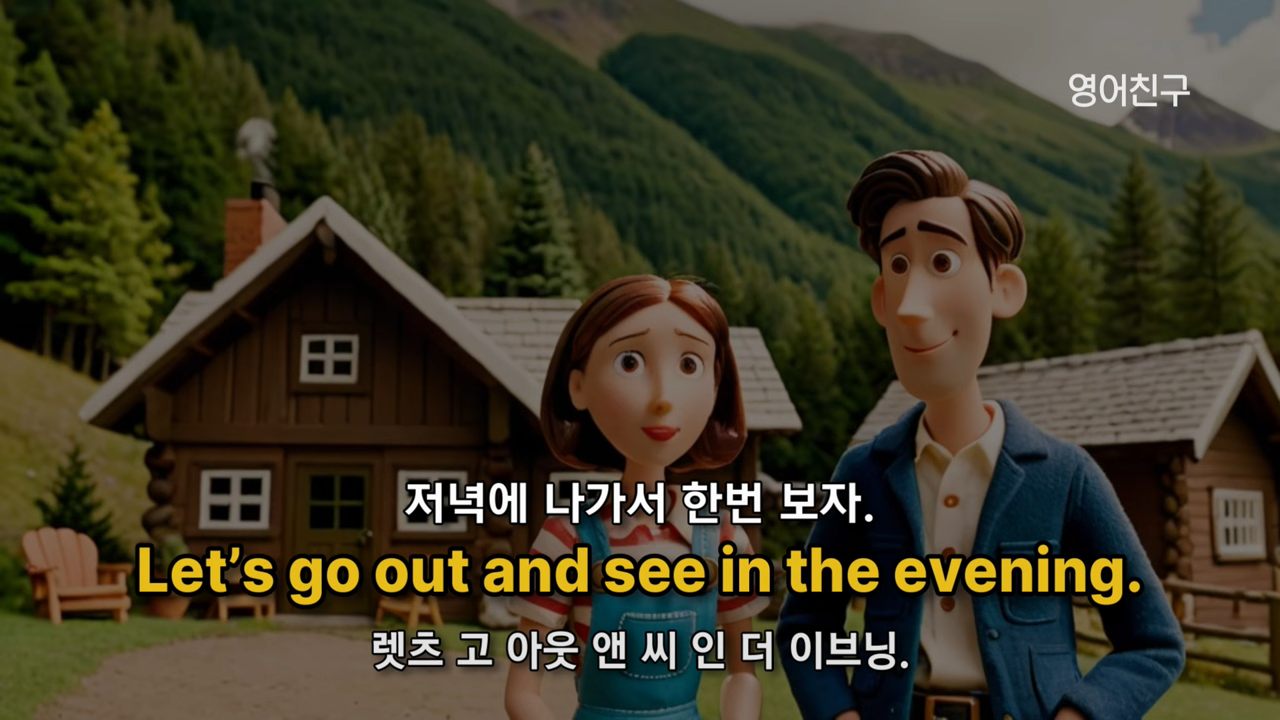 영어친구
저녁에 나가서 한번 보자.
Let’s go out and see in the evening.
렛츠 고 아웃 앤 씨 인 더 이브닝.